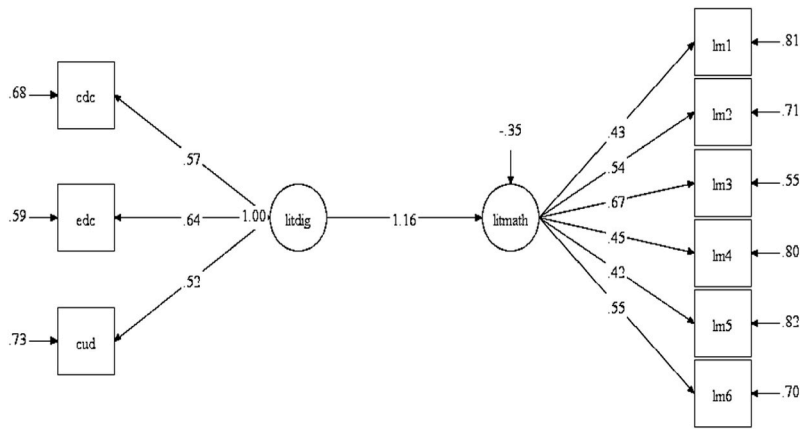 .68
cdc
.57
.59
edc
.64
1.00
litdig
.52
.73
cud
1.16
-.35
litmath
.43
lm1
.81
.54
lm2
.71
.67
lm3
.55
.45
lm4
.80
.42
lm5
.83
.55
lm6
.70